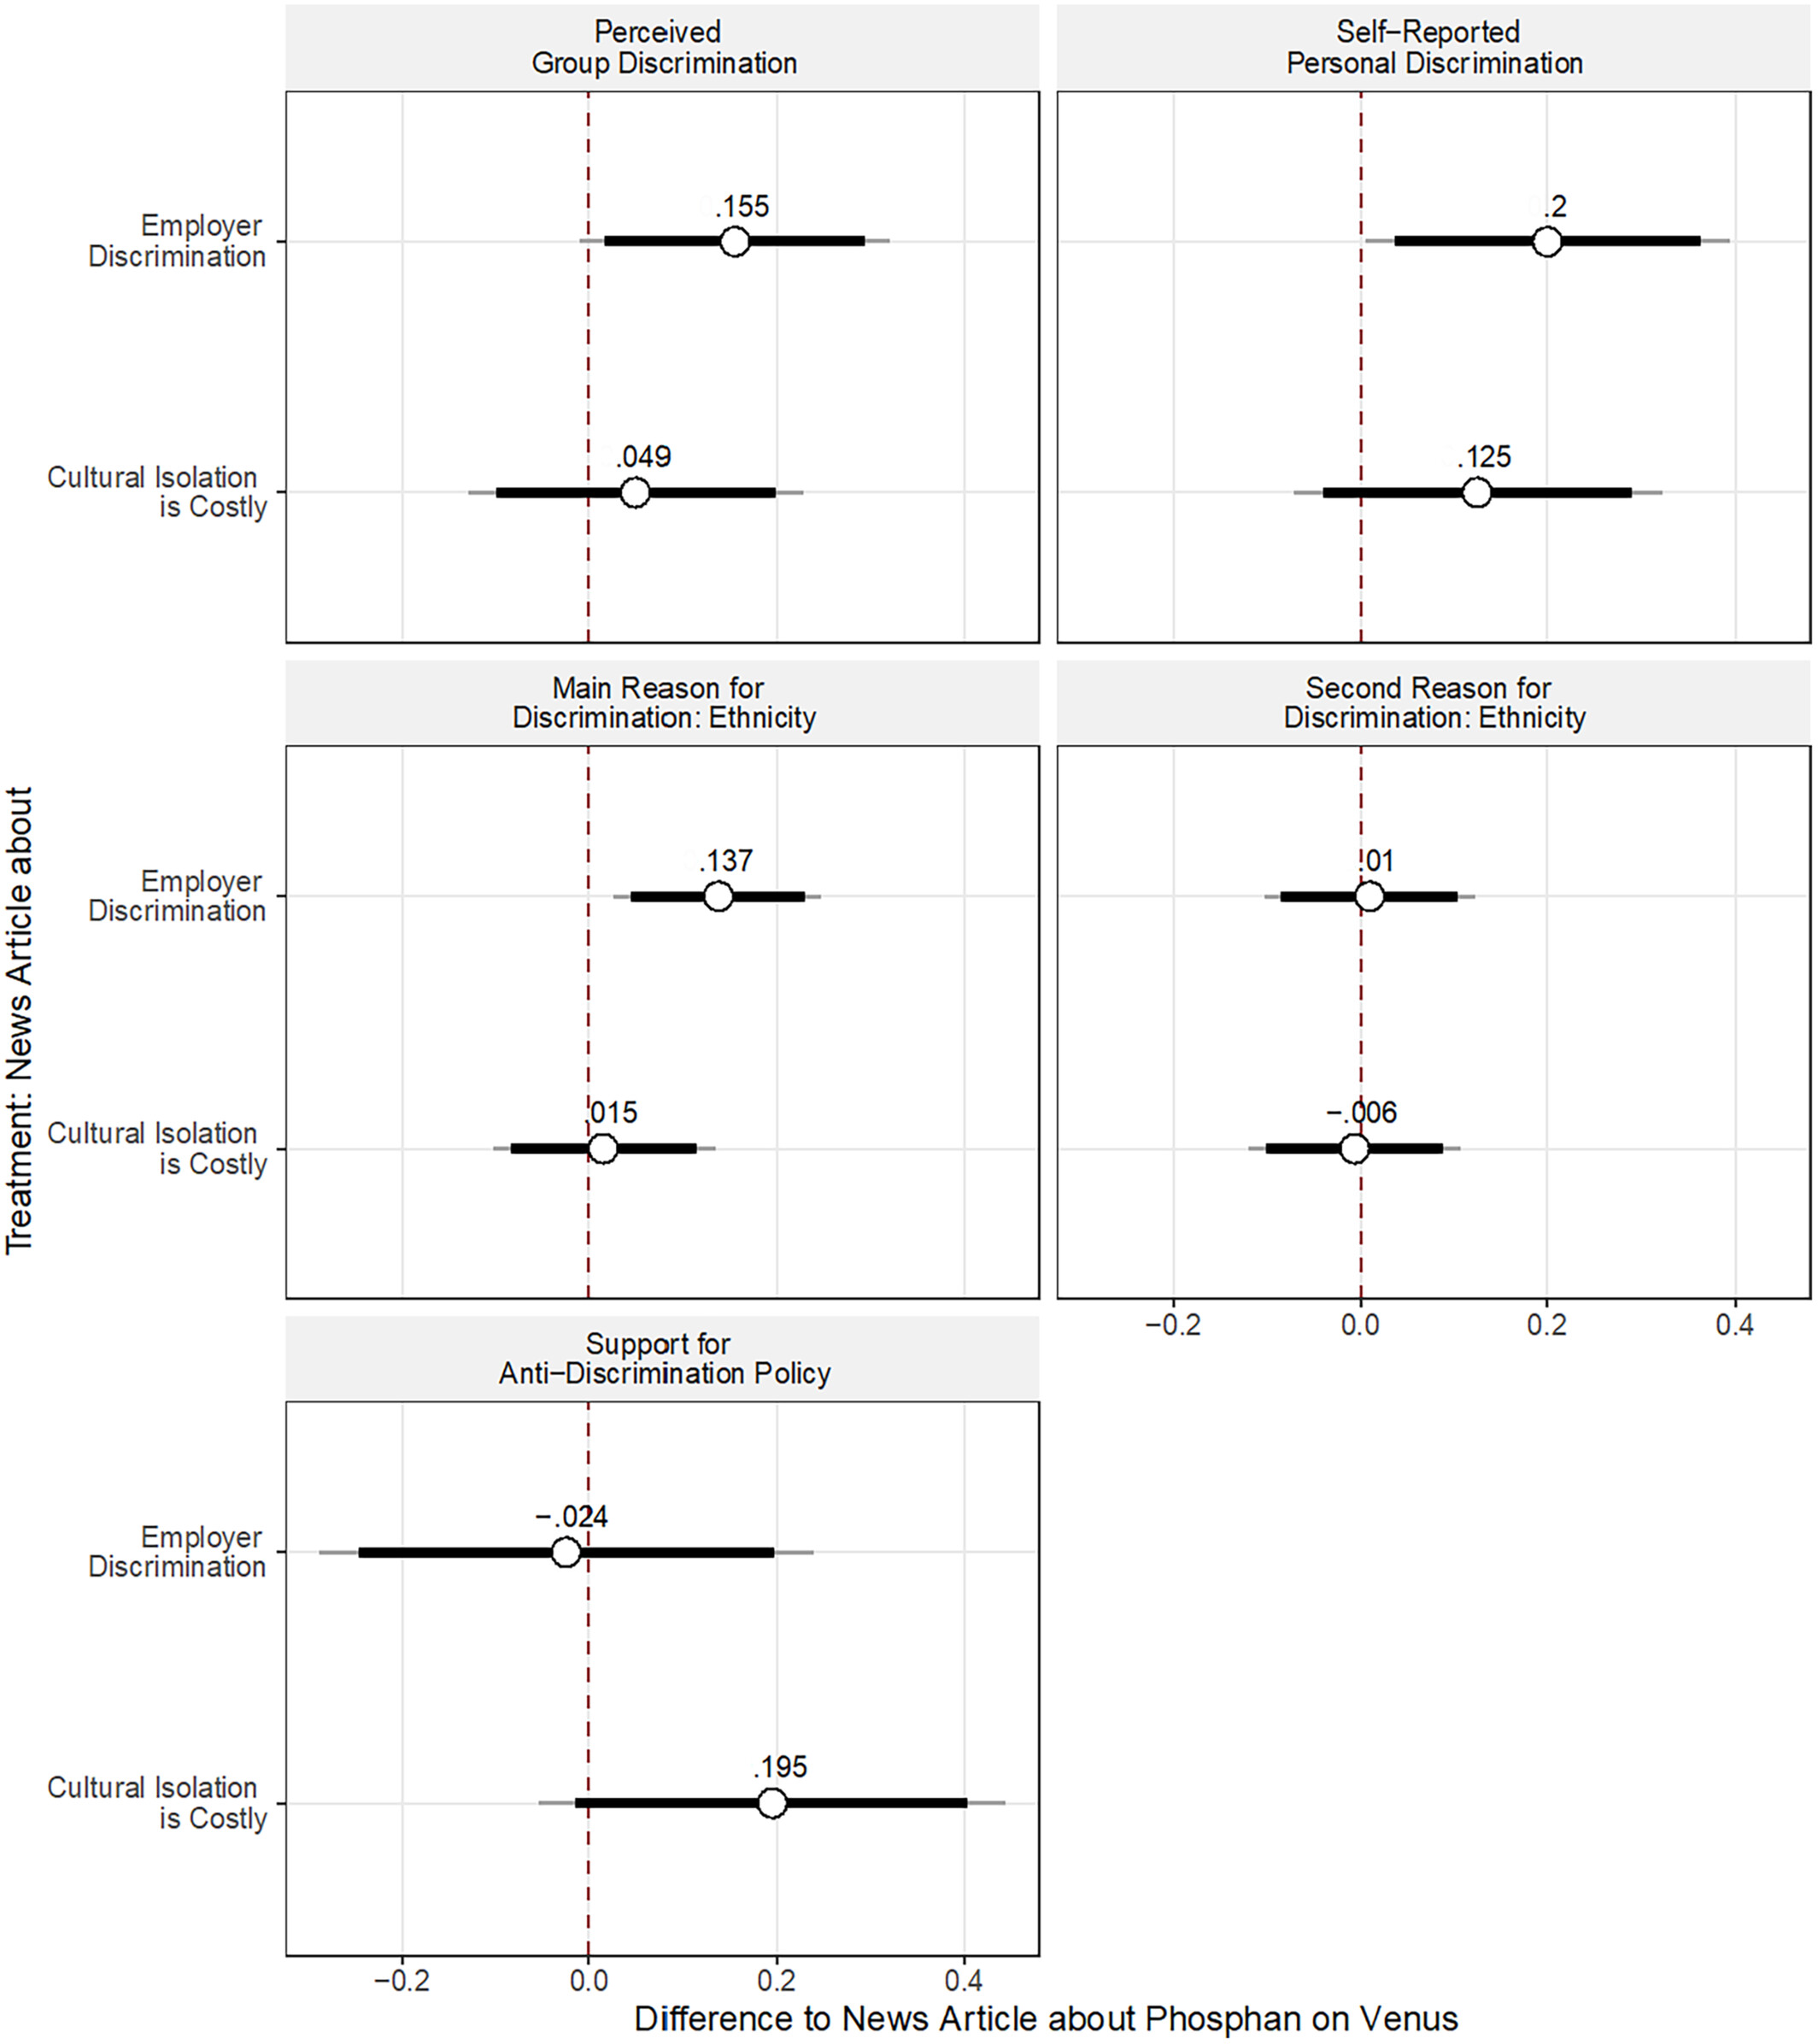 Perceived
Group Discrimination
Self−Reported
Personal Discrimination
Employer
Discrimination
.155
.2
Cultural Isolation
is Costly
.049
.125
Main Reason for
Discrimination: Ethnicity
Second Reason for
Discrimination: Ethnicity
Treatment: News Article about
Employer
Discrimination
.137
.01
Cultural Isolation
is Costly
.015
−.006
−0.2 0.0 0.2 0.4
Support for
Anti−Discrimination Policy
Employer
Discrimination
−.024
Cultural Isolation
is Costly
.195
−0.2 0.0 0.2 0.4
Difference to News Article about Phosphan on Venus